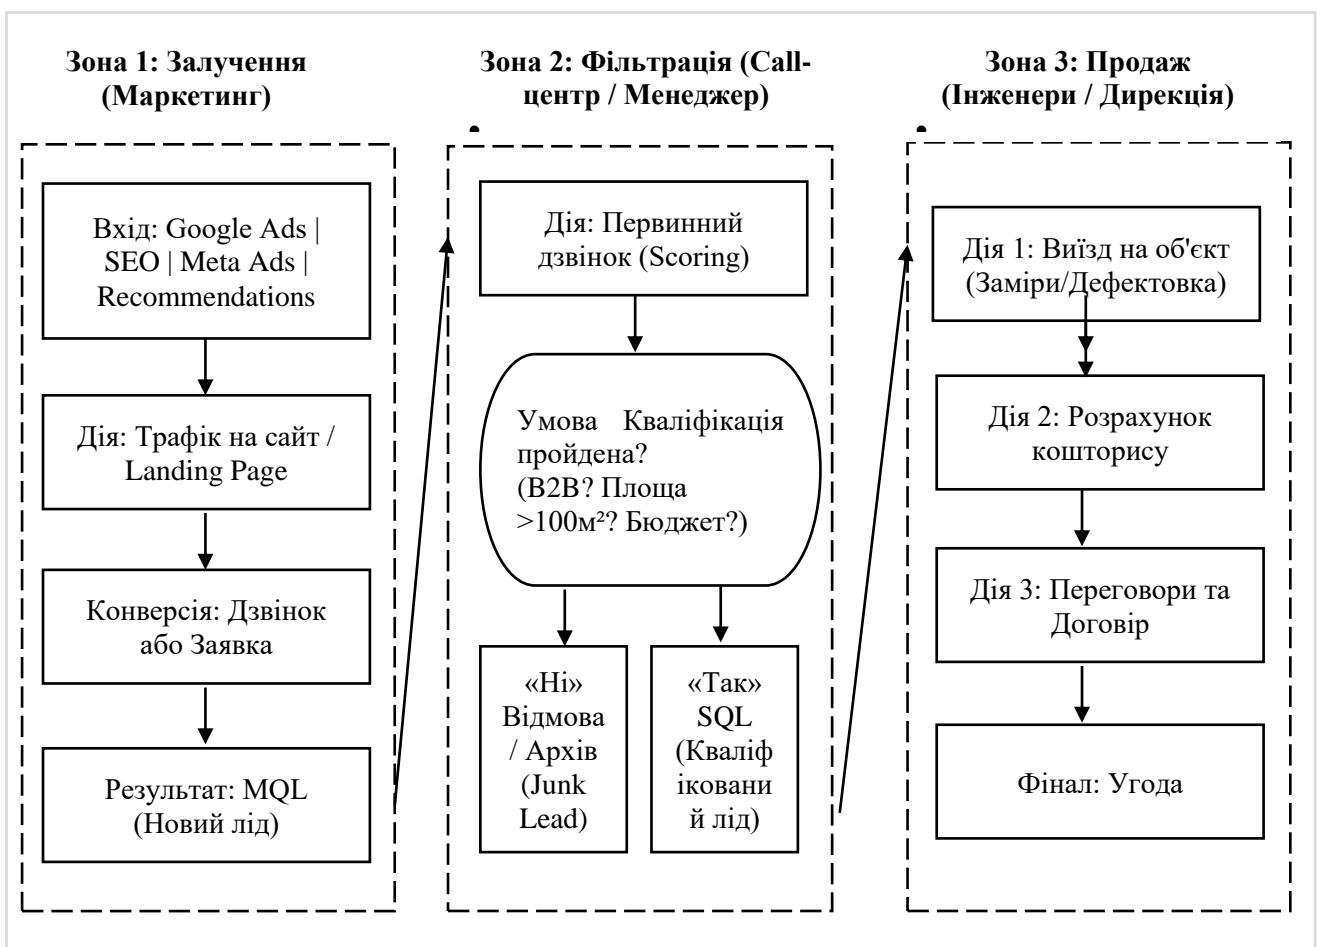 Зона 1: Залучення
(Маркетинг)
Вхід: Google Ads |
SEO | Meta Ads |
Recommendations
Дія: Трафік на сайт /
Landing Page
Конверсія: Дзвінок
або Заявка
Результат: MQL
(Новий лід)
Зона 2: Фільтрація (Call-
центр / Менеджер)
•
Дія: Первинний
дзвінок (Scoring)
Умова Кваліфікація
пройдена?
(B2B? Площа
>100м²? Бюджет?)
«Ні»
Відмова
/ Архів
(Junk
Lead)
«Так»
SQL
(Кваліф
іковани
й лід)
Зона 3: Продаж
(Інженери / Дирекція)
•
Дія 1: Виїзд на об'єкт
(Заміри/Дефектовка)
Дія 2: Розрахунок
кошторису
Дія 3: Переговори та
Договір
Фінал: Угода